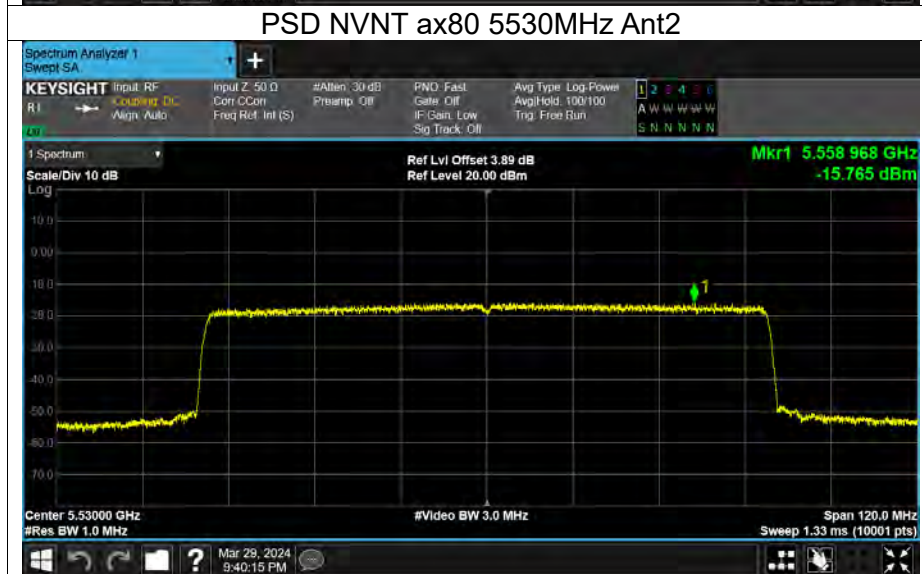 PSD NVNT ax80 5530MHz Ant2
Spectrum Analyzer 1
Swept SA
+
KEYSIGHT Input: RF
Coupling: DC
Align: Auto
Input Z: 50 Ω
Corr CCorr
Freq Ref: Int (S)
#Atten: 30 dB
Preamp: Off
PNO: Fast
Gate: Off
IF Gain: Low
Sig Track: Off
Avg Type: Log-Power
Avg|Hold: 100/100
Trig: Free Run
1 2 3 4 5 6
A W W W W W
S N N N N N
1 Spectrum
Scale/Div 10 dB
Log
Ref Lvl Offset 3.89 dB
Ref Level 20.00 dBm
Mkr1 5.558 968 GHz
-15.765 dBm
10.0
0.00
-10.0
-20.0
-30.0
-40.0
-50.0
-60.0
-70.0
1
Center 5.53000 GHz
#Res BW 1.0 MHz
#Video BW 3.0 MHz
Span 120.0 MHz
Sweep 1.33 ms (10001 pts)
?
Mar 29, 2024
9:40:15 PM